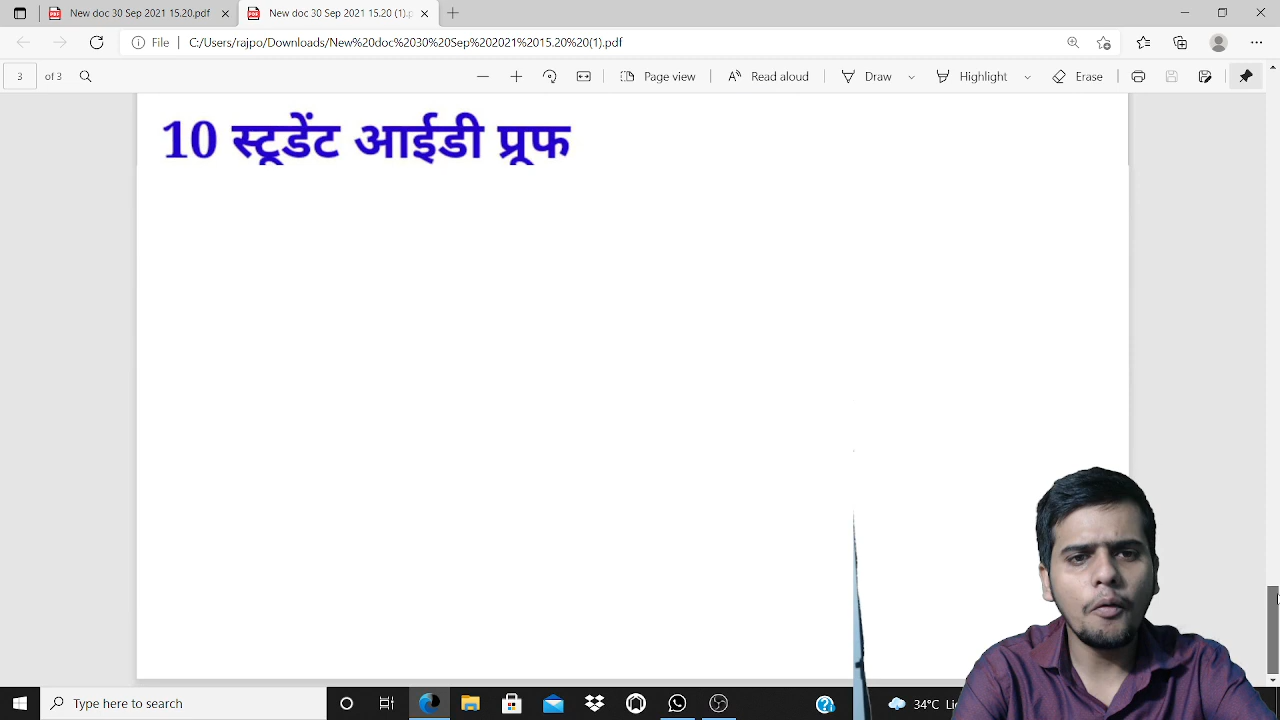 New doc 30 Sep 2021 15.20.pdf
New doc 30 Sep 2021 15.20 (1).p
File
C:/Users/rajpo/Downloads/New%20doc%2030%20Sep%202021%2015.20%20(1).pdf
3 of 3
Page view
Read aloud
Draw
Highlight
Erase
10 स्टूडेंट आईडी प्रूफ
Type here to search
34°C